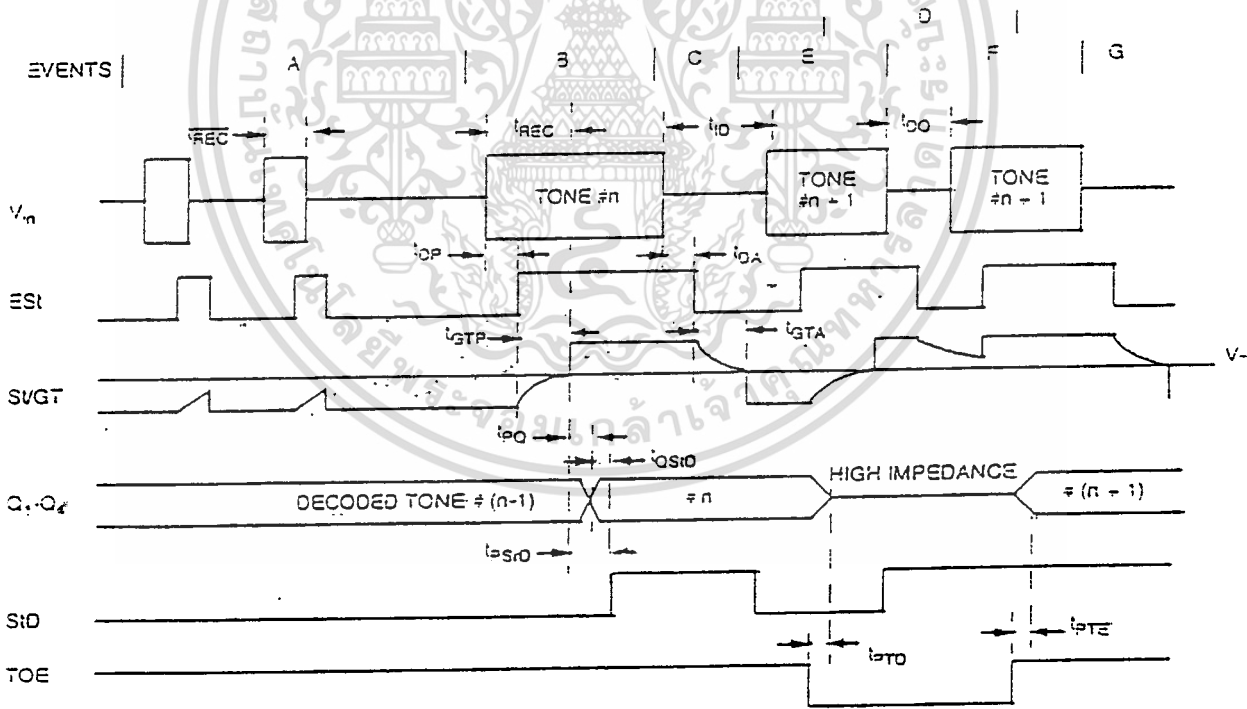 D
EVENTS A B C E F G
tREC tREC tID tDO
Vin
TONE #n
TONE
#n + 1
TONE
#n + 1
tDP tDA
ESt
tGTP tGTA
St/GT
tPQ tQStD
HIGH IMPEDANCE
Q1-Q4
DECODED TONE # (n-1)
# n
# (n + 1)
tPStD
StD
tPTD tPTE
TOE